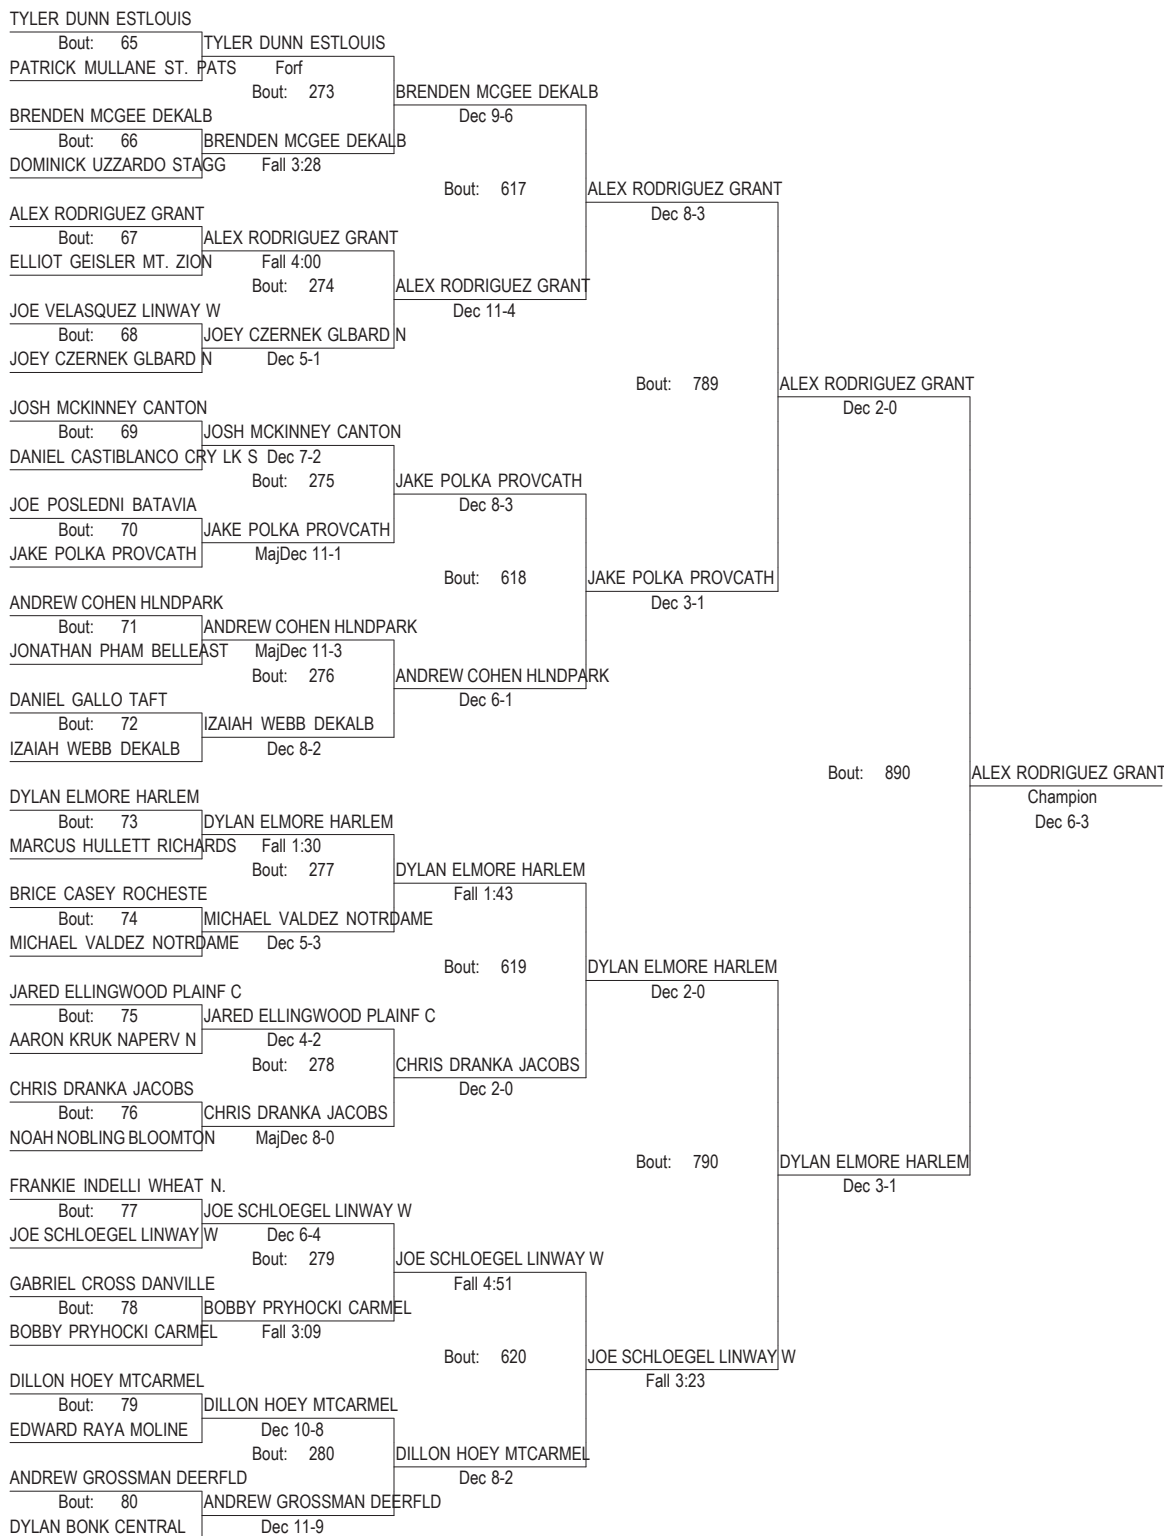 TYLER DUNN ESTLOUIS
Bout: 65 TYLER DUNN ESTLOUIS
PATRICK MULLANE ST. PATS Forf
Bout: 273 BRENDEN MCGEE DEKALB
BRENDEN MCGEE DEKALB Dec 9-6
Bout: 66 BRENDEN MCGEE DEKALB
DOMINICK UZZARDO STAGG Fall 3:28
Bout: 617 ALEX RODRIGUEZ GRANT
ALEX RODRIGUEZ GRANT Dec 8-3
Bout: 67 ALEX RODRIGUEZ GRANT
ELLIOT GEISLER MT. ZION Fall 4:00
Bout: 274 ALEX RODRIGUEZ GRANT
JOE VELASQUEZ LINWAY W Dec 11-4
Bout: 68 JOEY CZERNEK GLBARD N
JOEY CZERNEK GLBARD N Dec 5-1
Bout: 789 ALEX RODRIGUEZ GRANT
JOSH MCKINNEY CANTON Dec 2-0
Bout: 69 JOSH MCKINNEY CANTON
DANIEL CASTIBLANCO CRY LK S Dec 7-2
Bout: 275 JAKE POLKA PROVCATH
JOE POSLEDNI BATAVIA Dec 8-3
Bout: 70 JAKE POLKA PROVCATH
JAKE POLKA PROVCATH MajDec 11-1
Bout: 618 JAKE POLKA PROVCATH
ANDREW COHEN HLNDPARK Dec 3-1
Bout: 71 ANDREW COHEN HLNDPARK
JONATHAN PHAM BELLEAST MajDec 11-3
Bout: 276 ANDREW COHEN HLNDPARK
DANIEL GALLO TAFT Dec 6-1
Bout: 72 IZAIAH WEBB DEKALB
IZAIAH WEBB DEKALB Dec 8-2
Bout: 890 ALEX RODRIGUEZ GRANT
DYLAN ELMORE HARLEM Champion
Bout: 73 DYLAN ELMORE HARLEM Dec 6-3
MARCUS HULLETT RICHARDS Fall 1:30
Bout: 277 DYLAN ELMORE HARLEM
BRICE CASEY ROCHESTE Fall 1:43
Bout: 74 MICHAEL VALDEZ NOTRDAME
MICHAEL VALDEZ NOTRDAME Dec 5-3
Bout: 619 DYLAN ELMORE HARLEM
JARED ELLINGWOOD PLAINF C Dec 2-0
Bout: 75 JARED ELLINGWOOD PLAINF C
AARON KRUK NAPERV N Dec 4-2
Bout: 278 CHRIS DRANKA JACOBS
CHRIS DRANKA JACOBS Dec 2-0
Bout: 76 CHRIS DRANKA JACOBS
NOAH NOBLING BLOOMTON MajDec 8-0
Bout: 790 DYLAN ELMORE HARLEM
FRANKIE INDELLI WHEAT N. Dec 3-1
Bout: 77 JOE SCHLOEGEL LINWAY W
JOE SCHLOEGEL LINWAY W Dec 6-4
Bout: 279 JOE SCHLOEGEL LINWAY W
GABRIEL CROSS DANVILLE Fall 4:51
Bout: 78 BOBBY PRYHOCKI CARMEL
BOBBY PRYHOCKI CARMEL Fall 3:09
Bout: 620 JOE SCHLOEGEL LINWAY W
DILLON HOEY MTCARMEL Fall 3:23
Bout: 79 DILLON HOEY MTCARMEL
EDWARD RAYA MOLINE Dec 10-8
Bout: 280 DILLON HOEY MTCARMEL
ANDREW GROSSMAN DEERFLD Dec 8-2
Bout: 80 ANDREW GROSSMAN DEERFLD
DYLAN BONK CENTRAL Dec 11-9